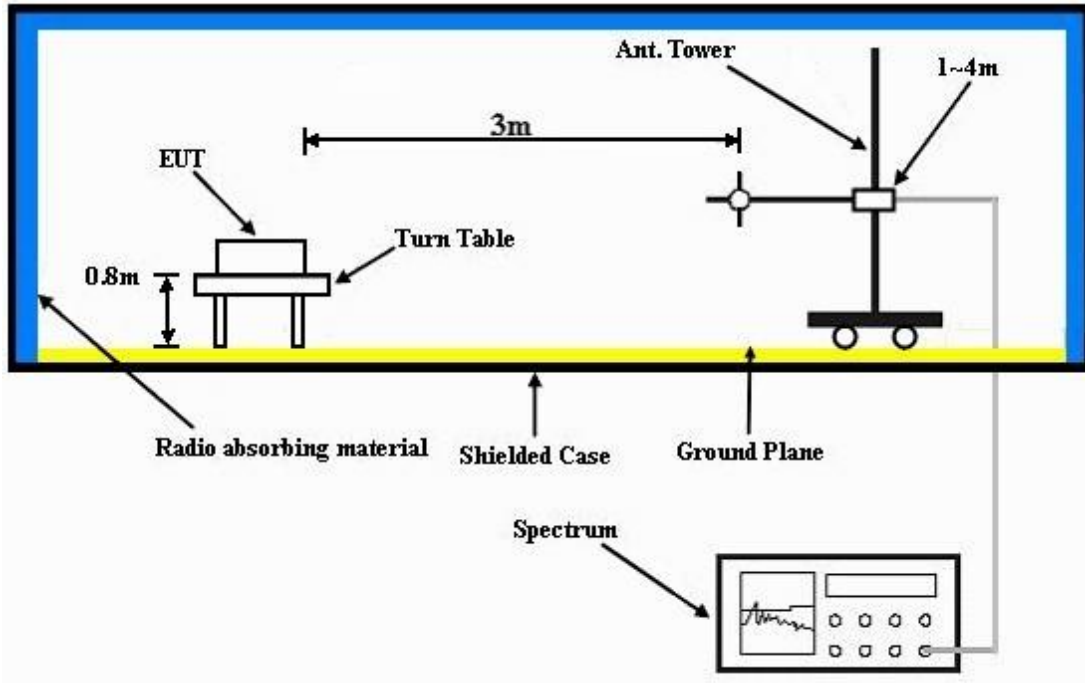 Ant. Tower
1~4m
3m
EUT
Turn Table
0.8m
Radio absorbing material
Shielded Case
Ground Plane
Spectrum